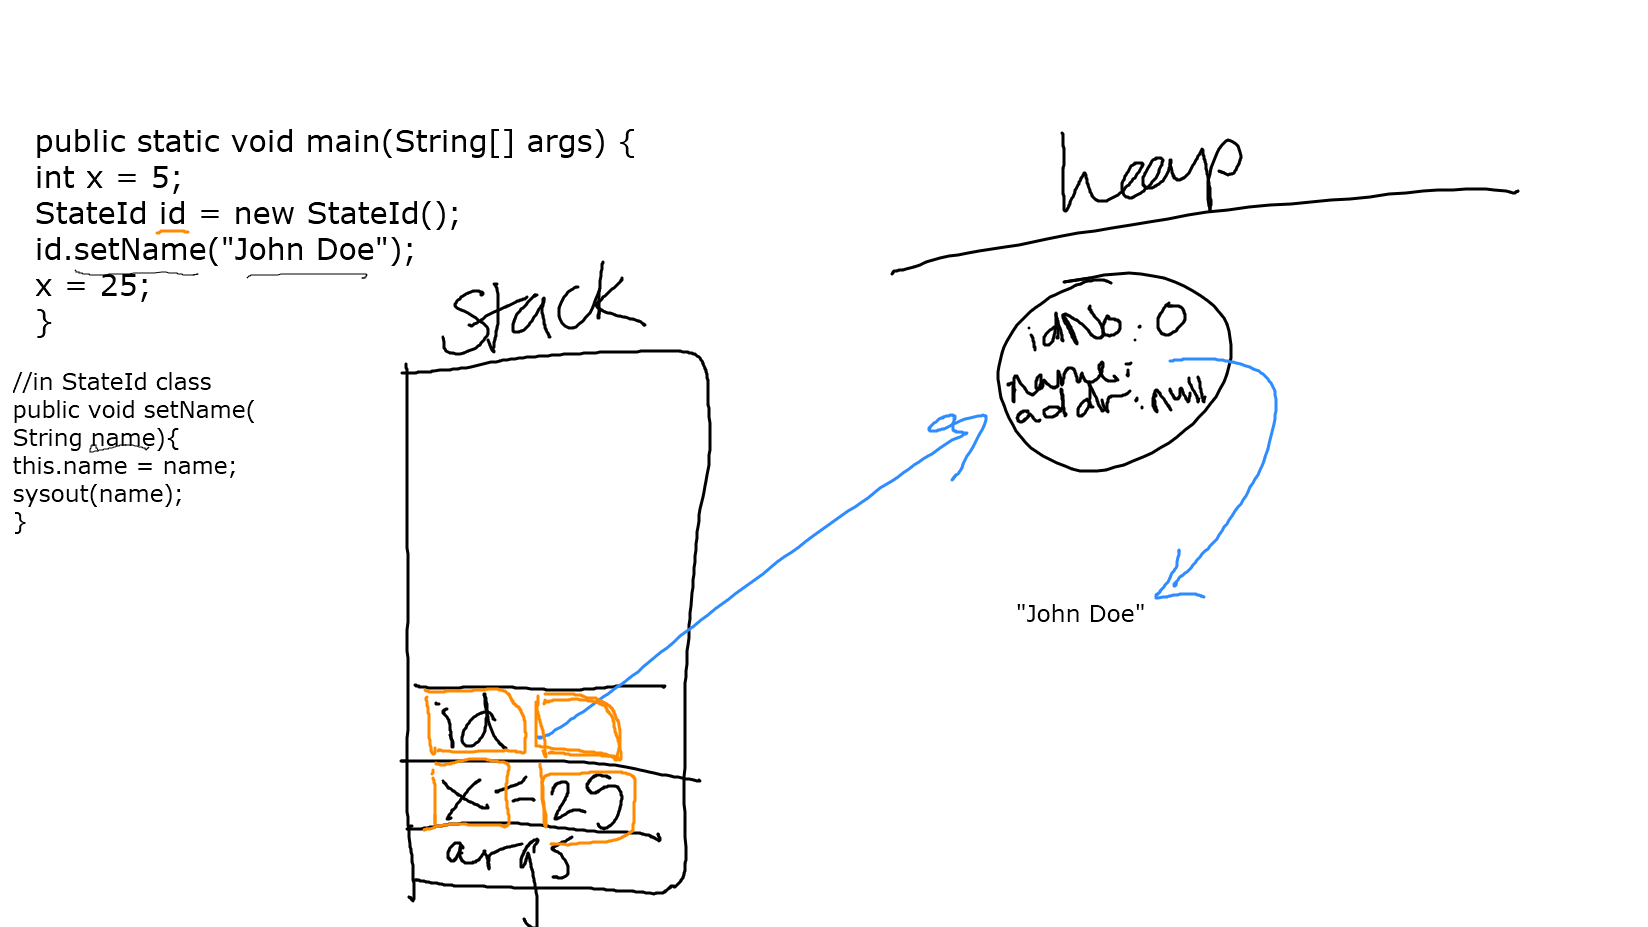 public static void main(String[] args) {
int x = 5;
StateId id = new StateId();
id.setName("John Doe");
x = 25;
}
//in StateId class
public void setName(
String name){
this.name = name;
sysout(name);
}
stack
id
x = 25
args
heap
idNo: 0
name:
addr: null
"John Doe"